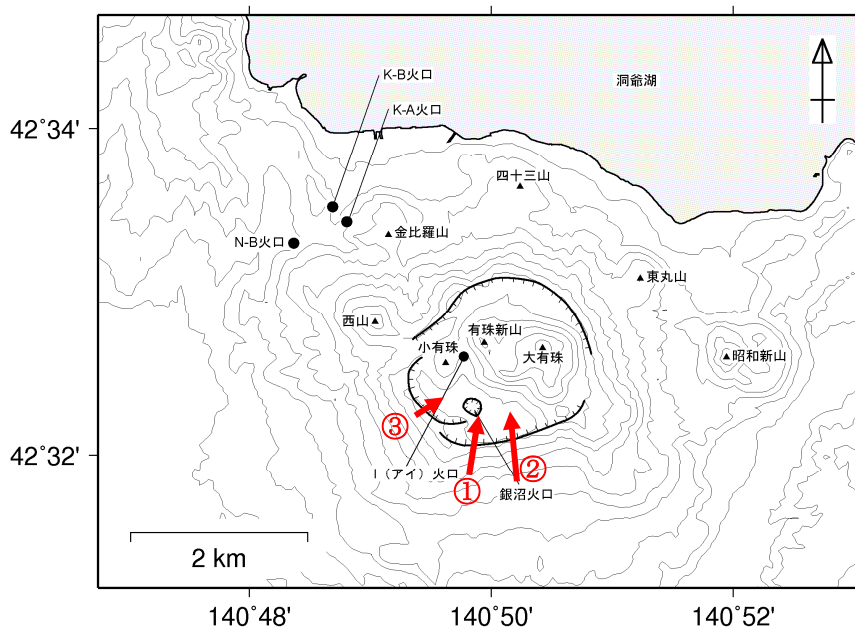 洞爺湖
K-B火口
K-A火口
42˚34'
四十三山
金比羅山
N-B火口
東丸山
西山
有珠新山
小有珠
大有珠
昭和新山
③
42˚32'
I（アイ）火口
②
①
銀沼火口
2 km
140˚48'
140˚50'
140˚52'